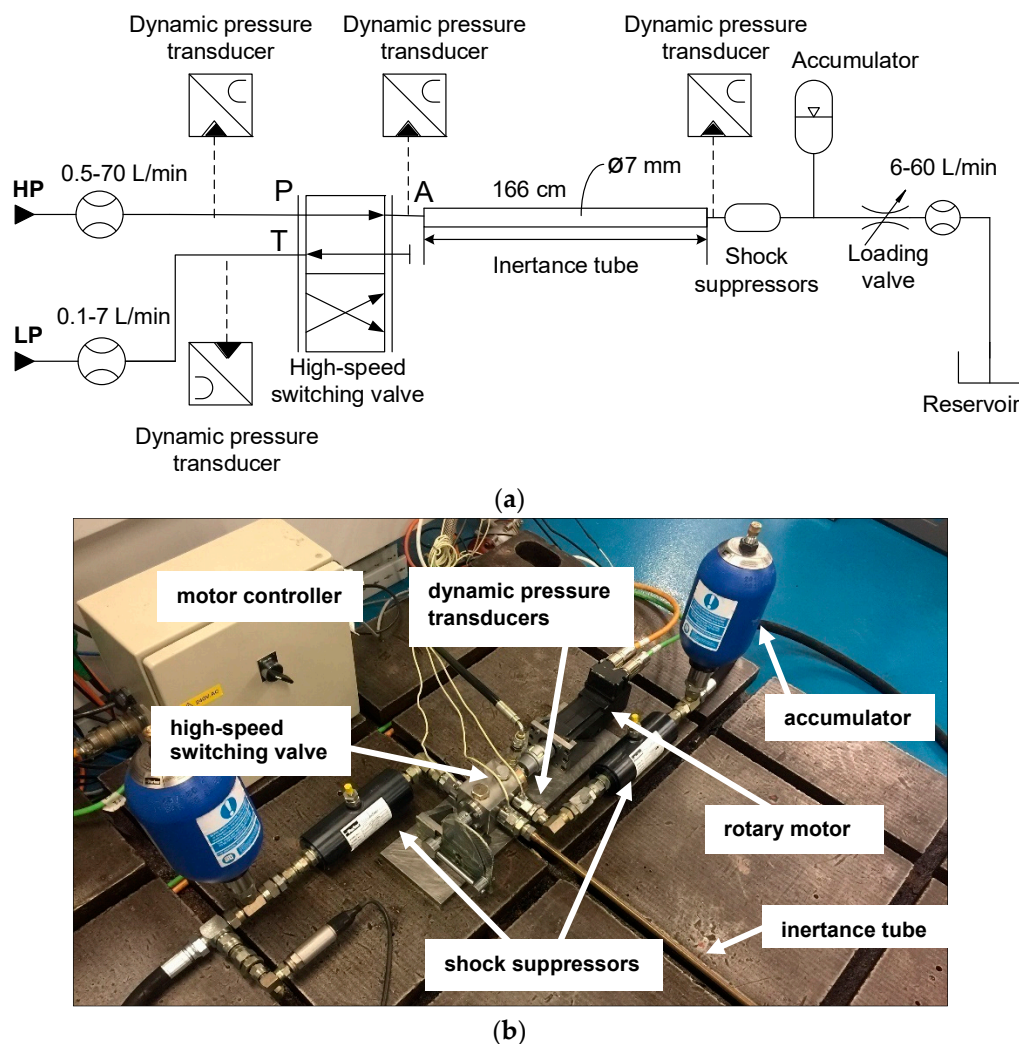 Dynamic pressure
transducer
Dynamic pressure
transducer
Dynamic pressure
transducer
Accumulator
HP
0.5-70 L/min
P
A
166 cm
Ø7 mm
6-60 L/min
T
Inertance tube
Shock
suppressors
Loading
valve
LP
0.1-7 L/min
High-speed
switching valve
Reservoir
Dynamic pressure
transducer
(a)
motor controller
dynamic pressure
transducers
240V AC
high-speed
switching valve
accumulator
rotary motor
inertance tube
shock suppressors
(b)